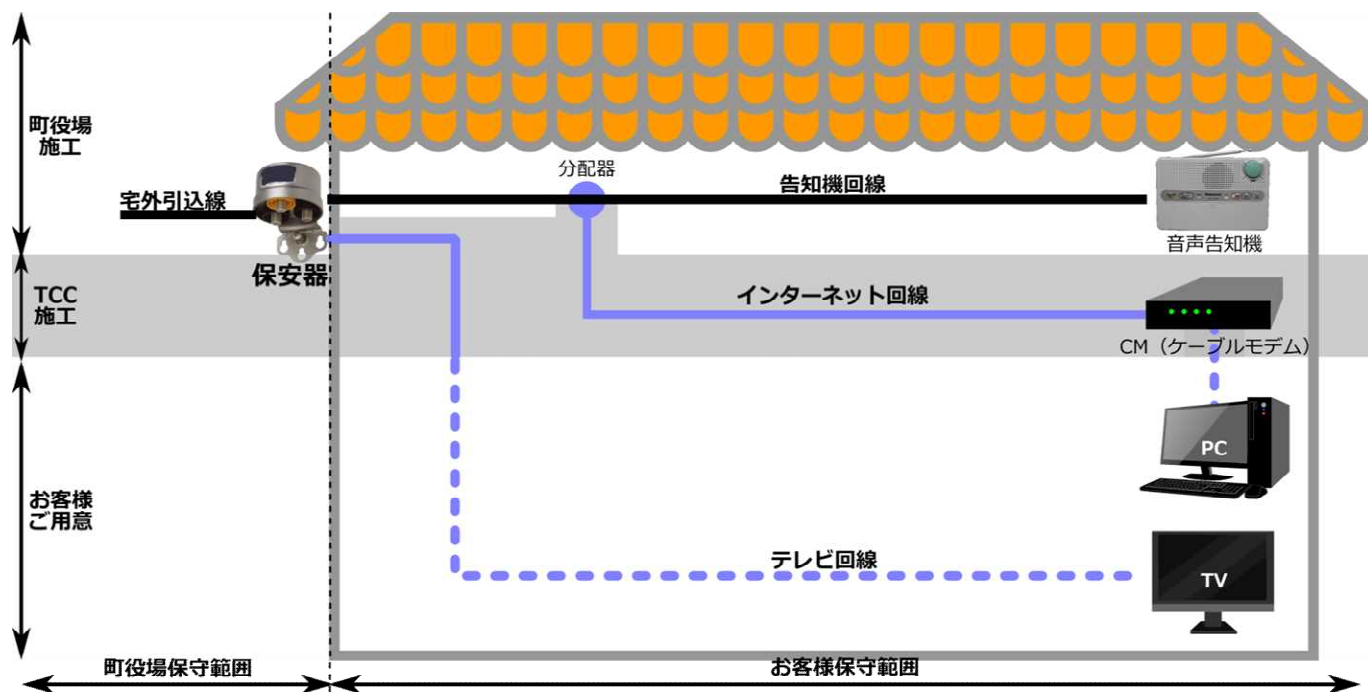 町役場
施工
分配器
告知機回線
宅外引込線
音声告知機
保安器
TCC
施工
インターネット回線
CM（ケーブルモデム）
PC
お客様
ご用意
テレビ回線
TV
町役場保守範囲
お客様保守範囲